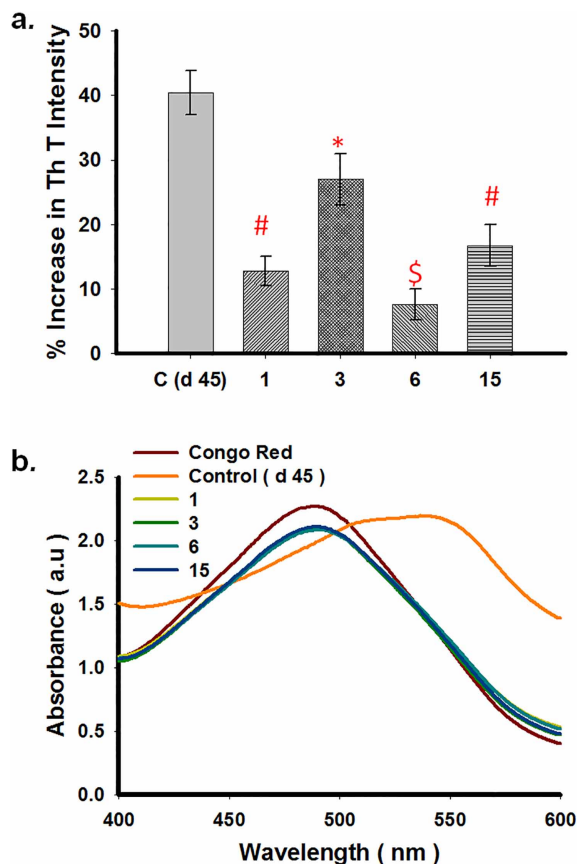 a.
% Increase in Th T Intensity
50
40
30
20
10
0
#
*
$
#
C (d 45) 1 3 6 15
b.
Congo Red
Control ( d 45 )
1
3
6
15
Absorbance ( a.u )
2.5
2.0
1.5
1.0
0.5
0.0
400 450 500 550 600
Wavelength ( nm )